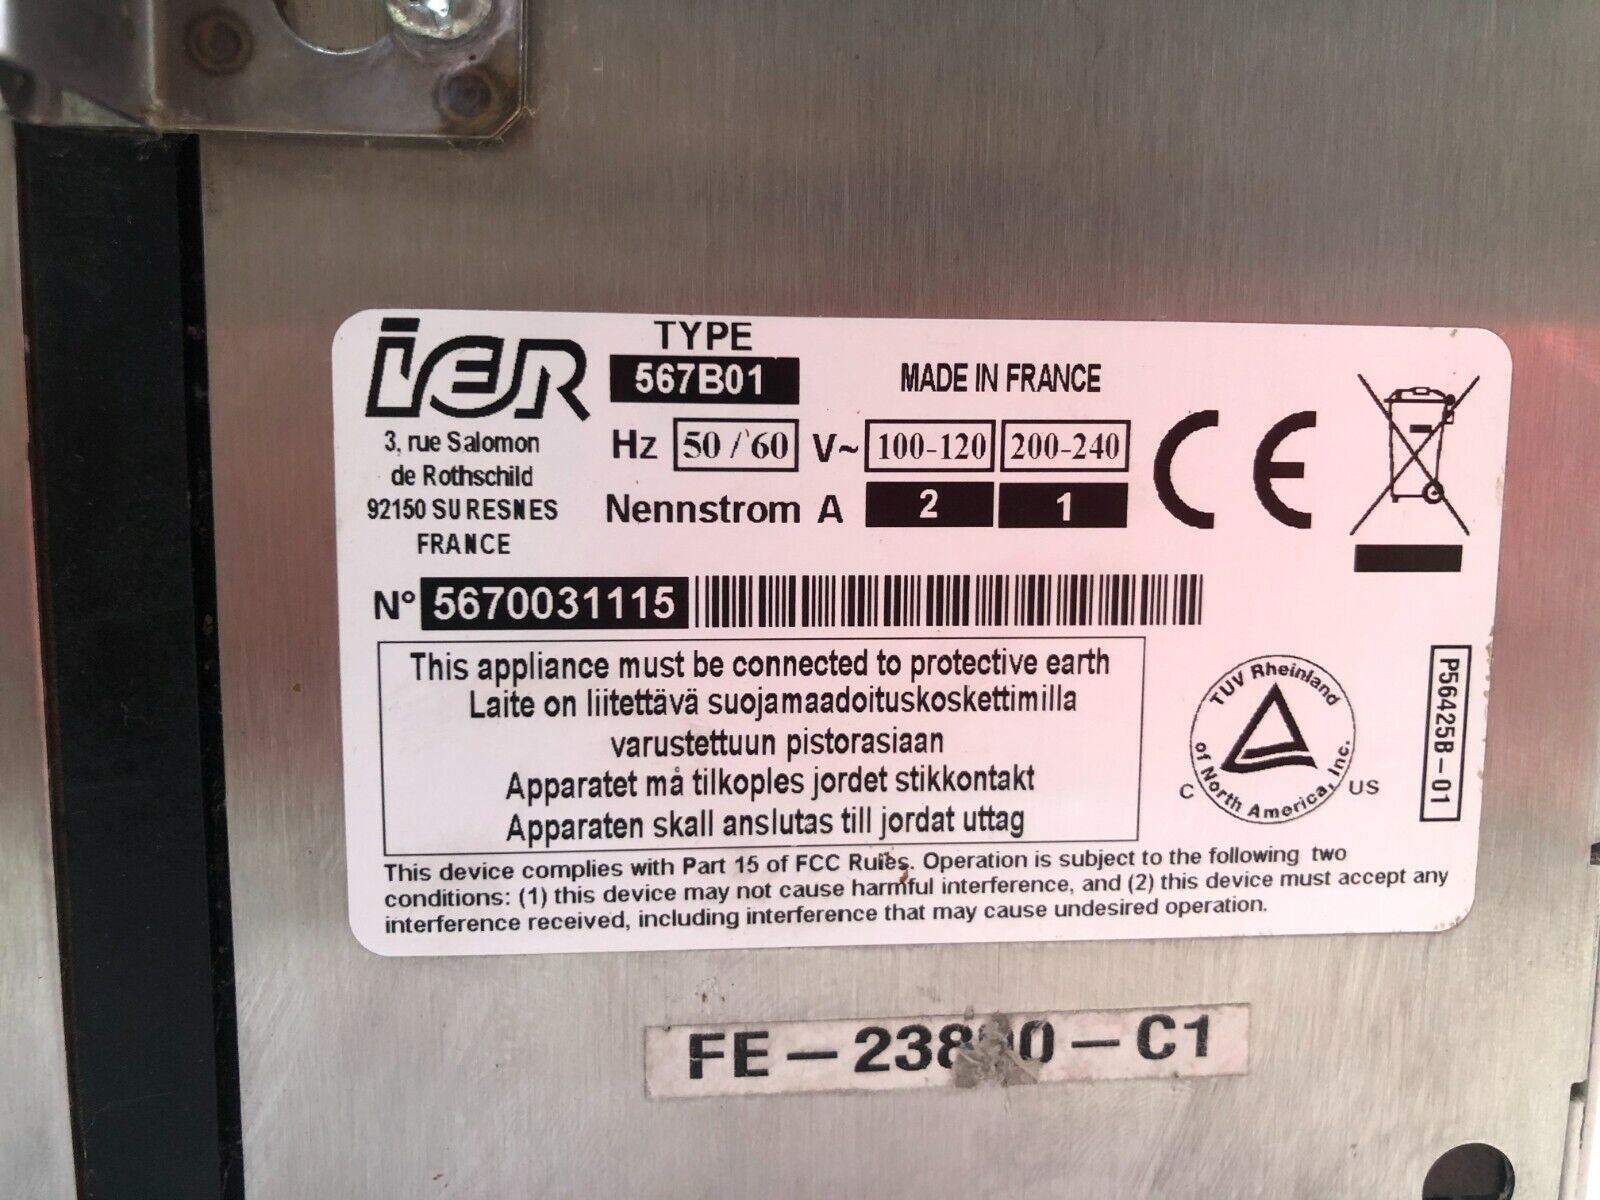 IER
TYPE
567B01
MADE IN FRANCE
3, rue Salomon
de Rothschild
92150 SURESNES
FRANCE
Hz 50 / 60 V~ 100-120 200-240
Nennstrom A 2 1
CE
N° 5670031115
This appliance must be connected to protective earth
Laite on liitettävä suojamaadoituskoskettimilla
varustettuun pistorasiaan
Apparatet må tilkoples jordet stikkontakt
Apparaten skall anslutas till jordat uttag
TUV Rheinland
of North America, Inc.
C US
P56425B-01
This device complies with Part 15 of FCC Rules. Operation is subject to the following two
conditions: (1) this device may not cause harmful interference, and (2) this device must accept any
interference received, including interference that may cause undesired operation.
FE - - C1